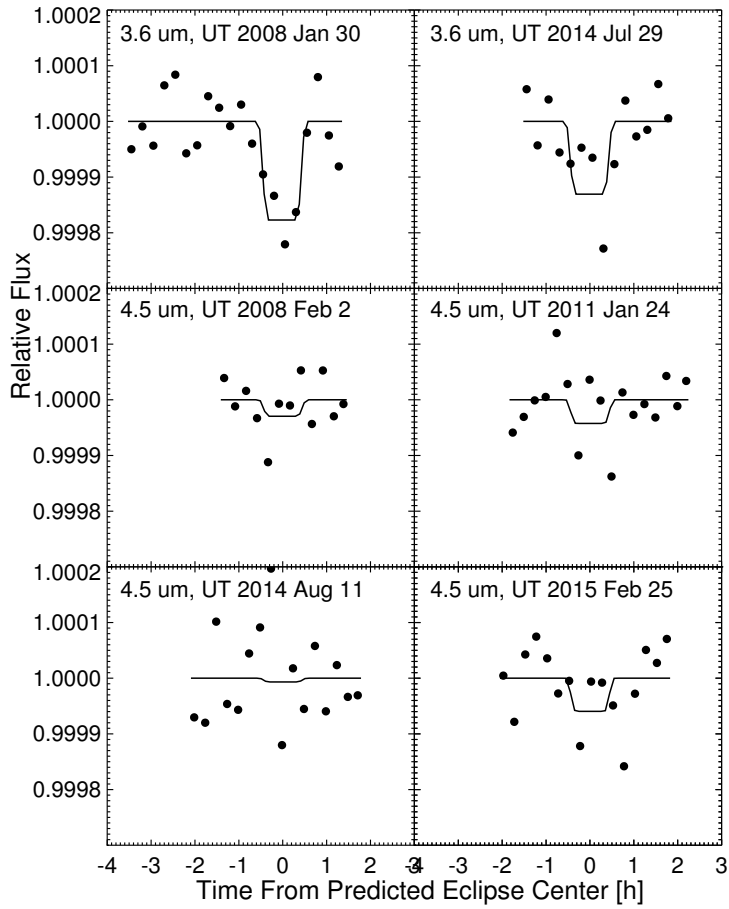 3.6 um, UT 2008 Jan 30
3.6 um, UT 2014 Jul 29
1.0002
1.0001
1.0000
0.9999
0.9998
4.5 um, UT 2008 Feb 2
4.5 um, UT 2011 Jan 24
1.0002
1.0001
1.0000
0.9999
0.9998
Relative Flux
4.5 um, UT 2014 Aug 11
4.5 um, UT 2015 Feb 25
1.0002
1.0001
1.0000
0.9999
0.9998
-4 -3 -2 -1 0 1 2 3
-4 -3 -2 -1 0 1 2 3
Time From Predicted Eclipse Center [h]